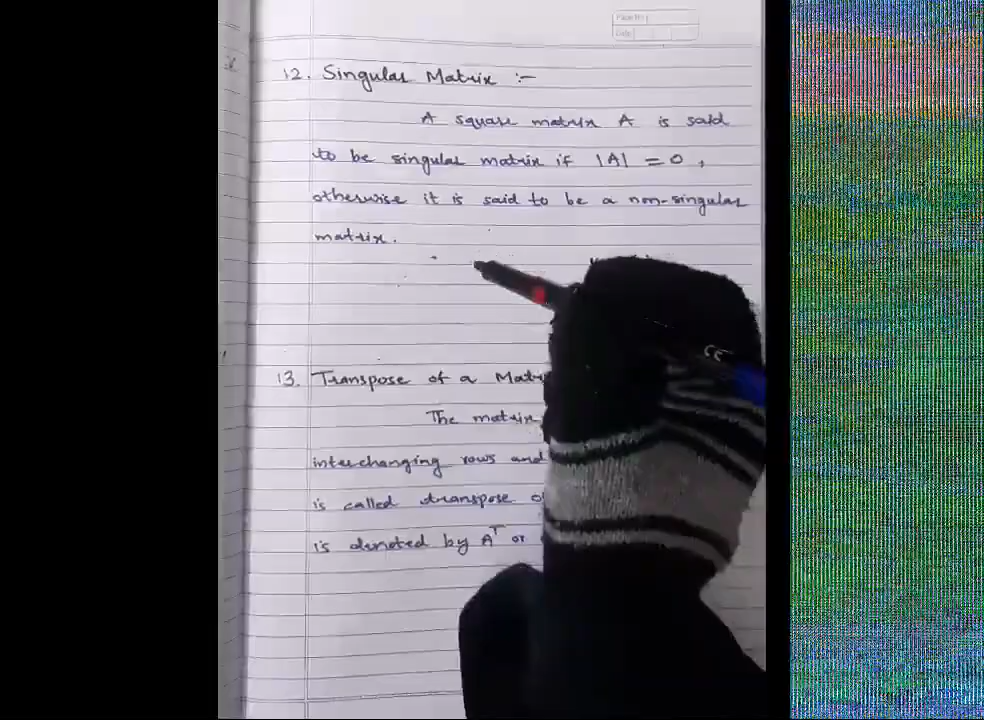 12. Singular Matrix :-
A square matrix A is said
to be singular matrix if |A| = 0,
otherwise it is said to be a non-singular
matrix.
13. Transpose of a
The matrix
interchanging rows and
is called transpose
is denoted by A^T or